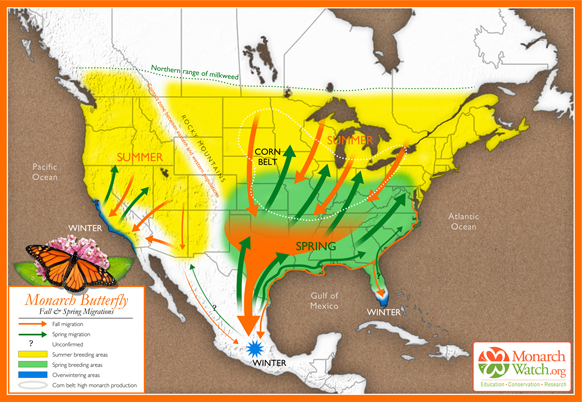 Northern range of milkweed
ROCKY MOUNTAINS
SUMMER
CORN
BELT
SUMMER
Pacific
Ocean
Atlantic
Ocean
WINTER
SPRING
Gulf of
Mexico
WINTER
?
WINTER
Monarch Butterfly
Fall & Spring Migrations
Fall migration
Spring migration
? Unconfirmed
Summer breeding areas
Spring breeding areas
Overwintering areas
Corn belt: high monarch production
Monarch
Watch.org
Education • Conservation • Research